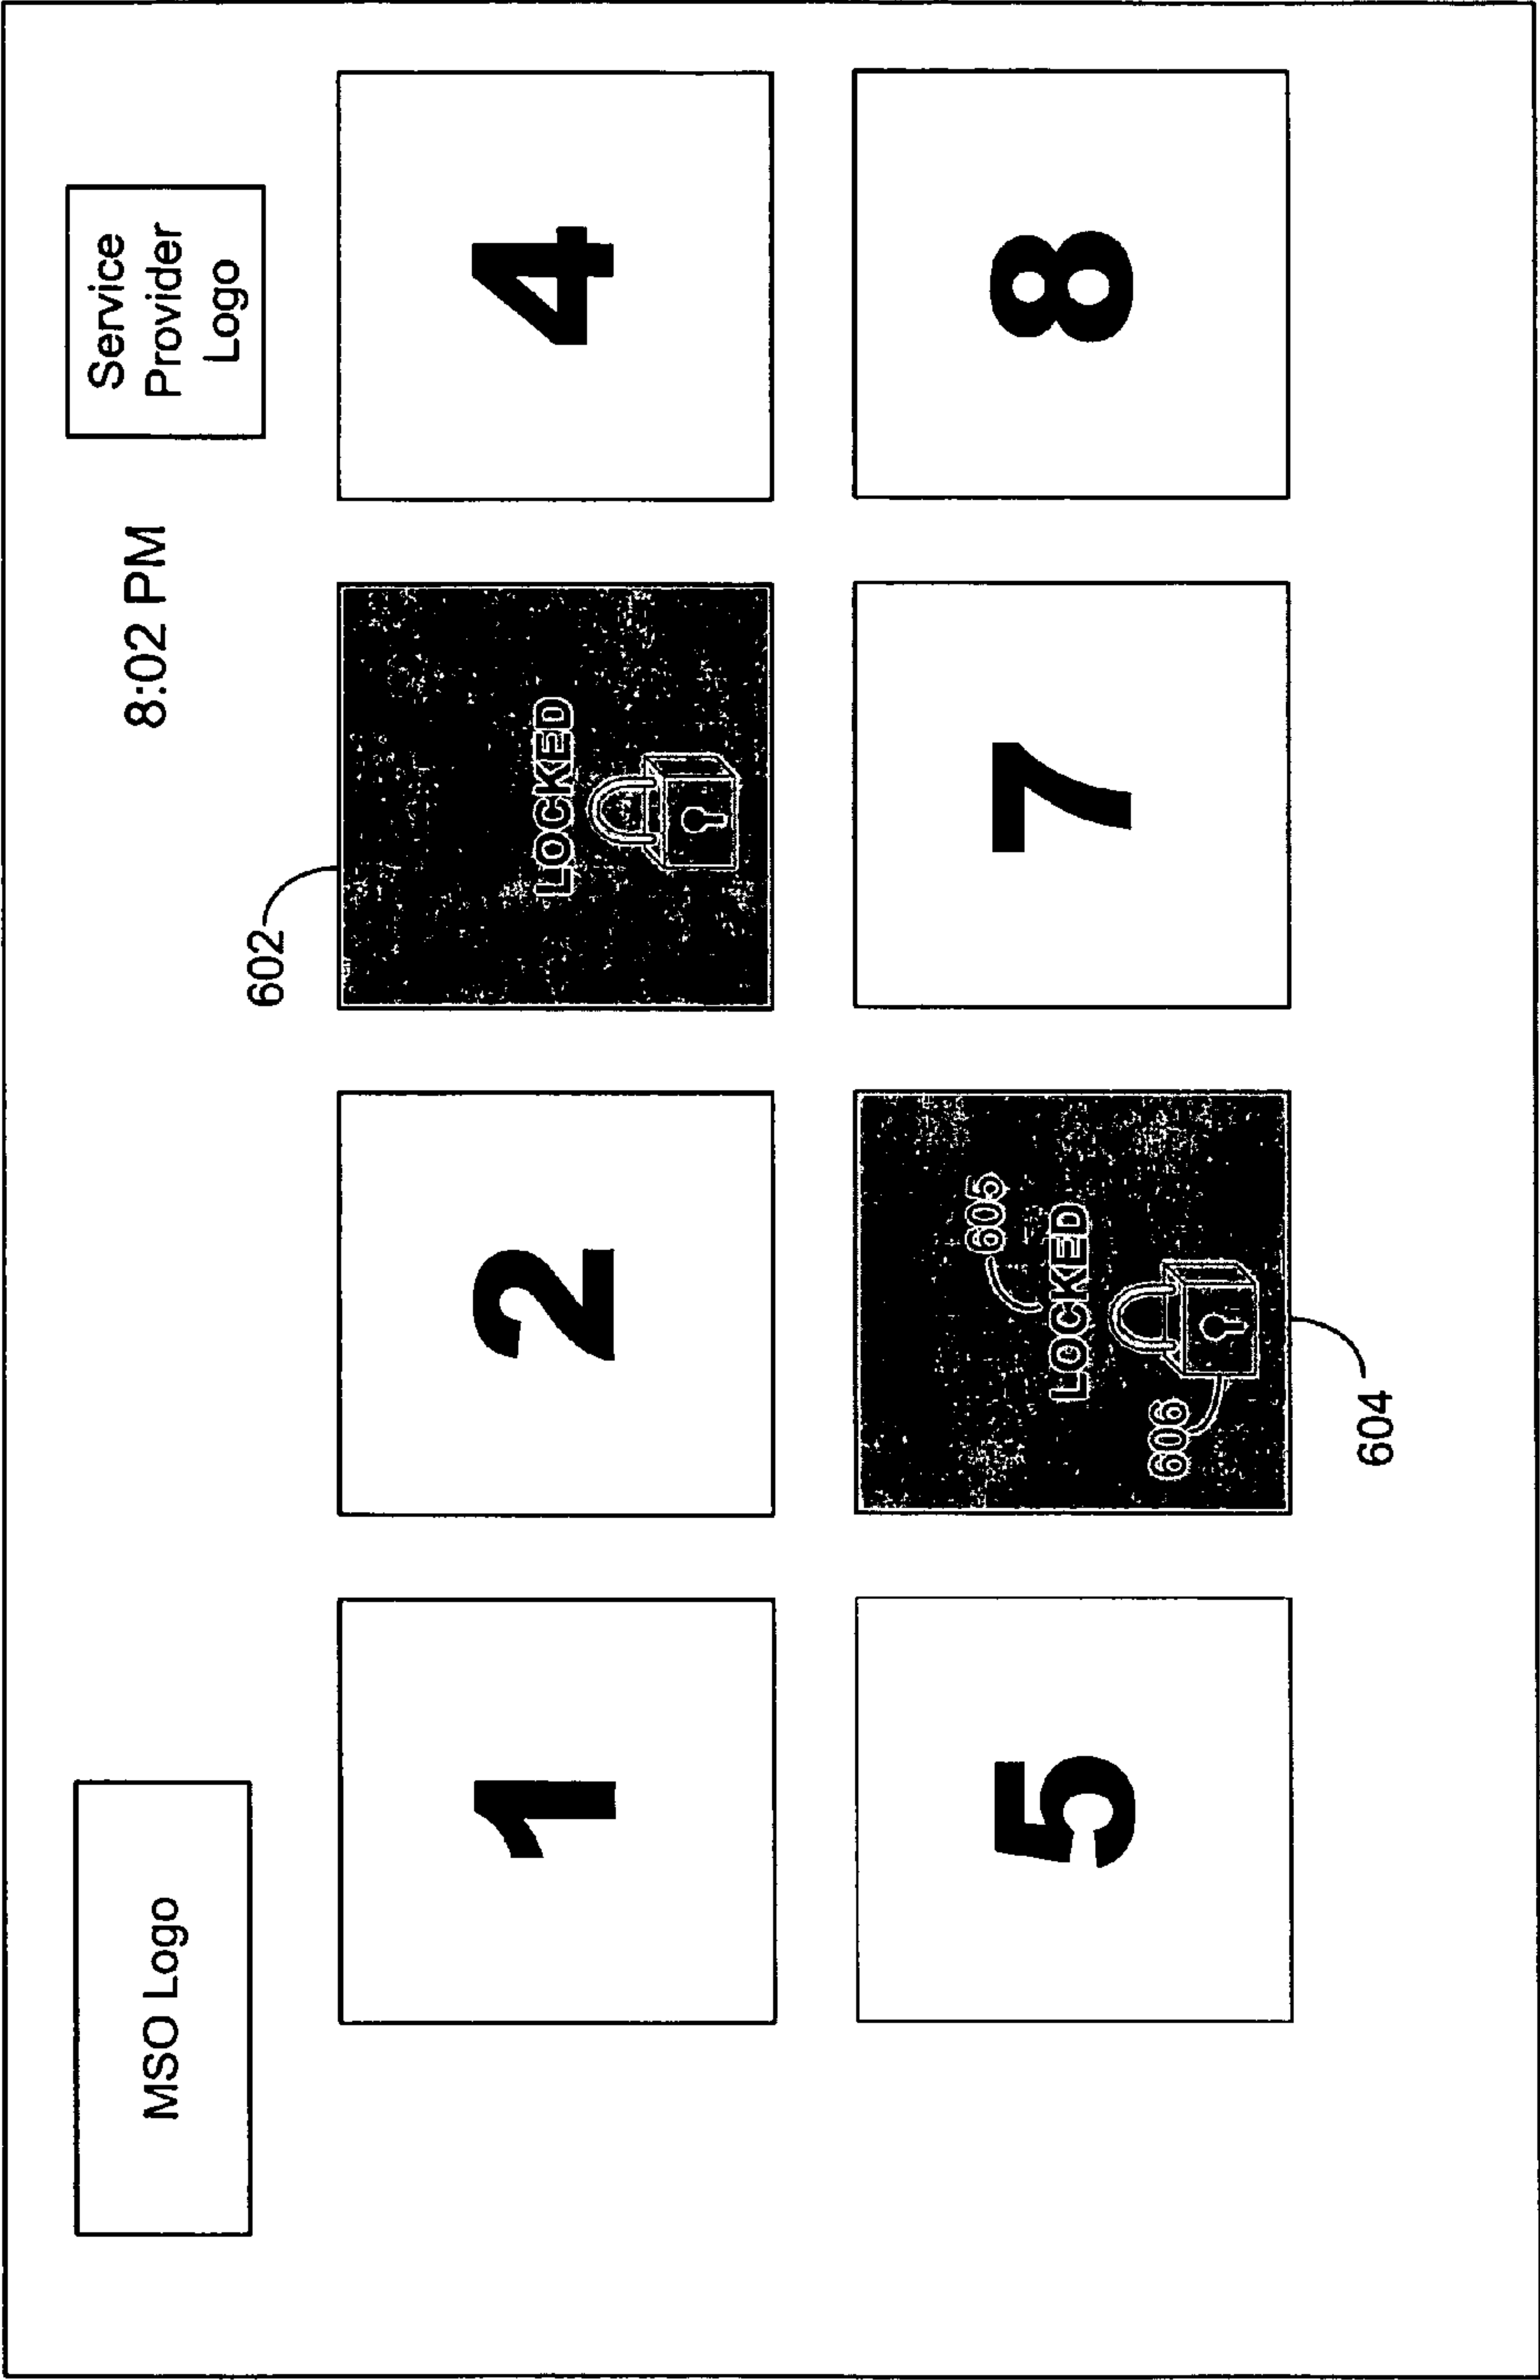 MSO Logo
8:02 PM
Service
Provider
Logo
602
1
2
LOCKED
4
5
605
LOCKED
606
7
8
604